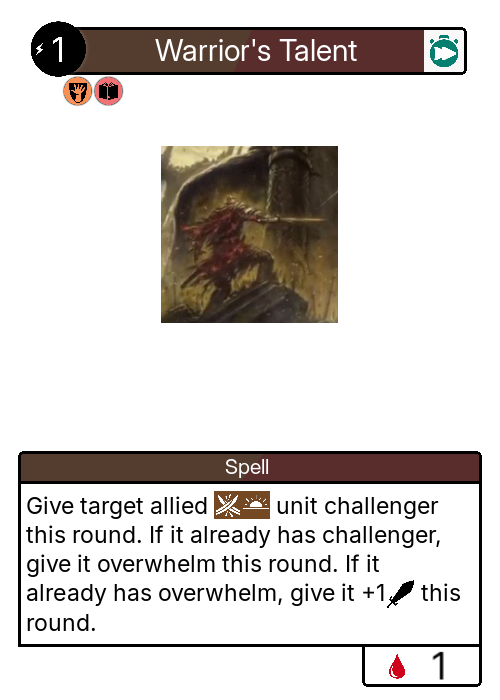 1 Warrior's Talent
Spell
Give target allied unit challenger
this round. If it already has challenger,
give it overwhelm this round. If it
already has overwhelm, give it +1 this
round.
1